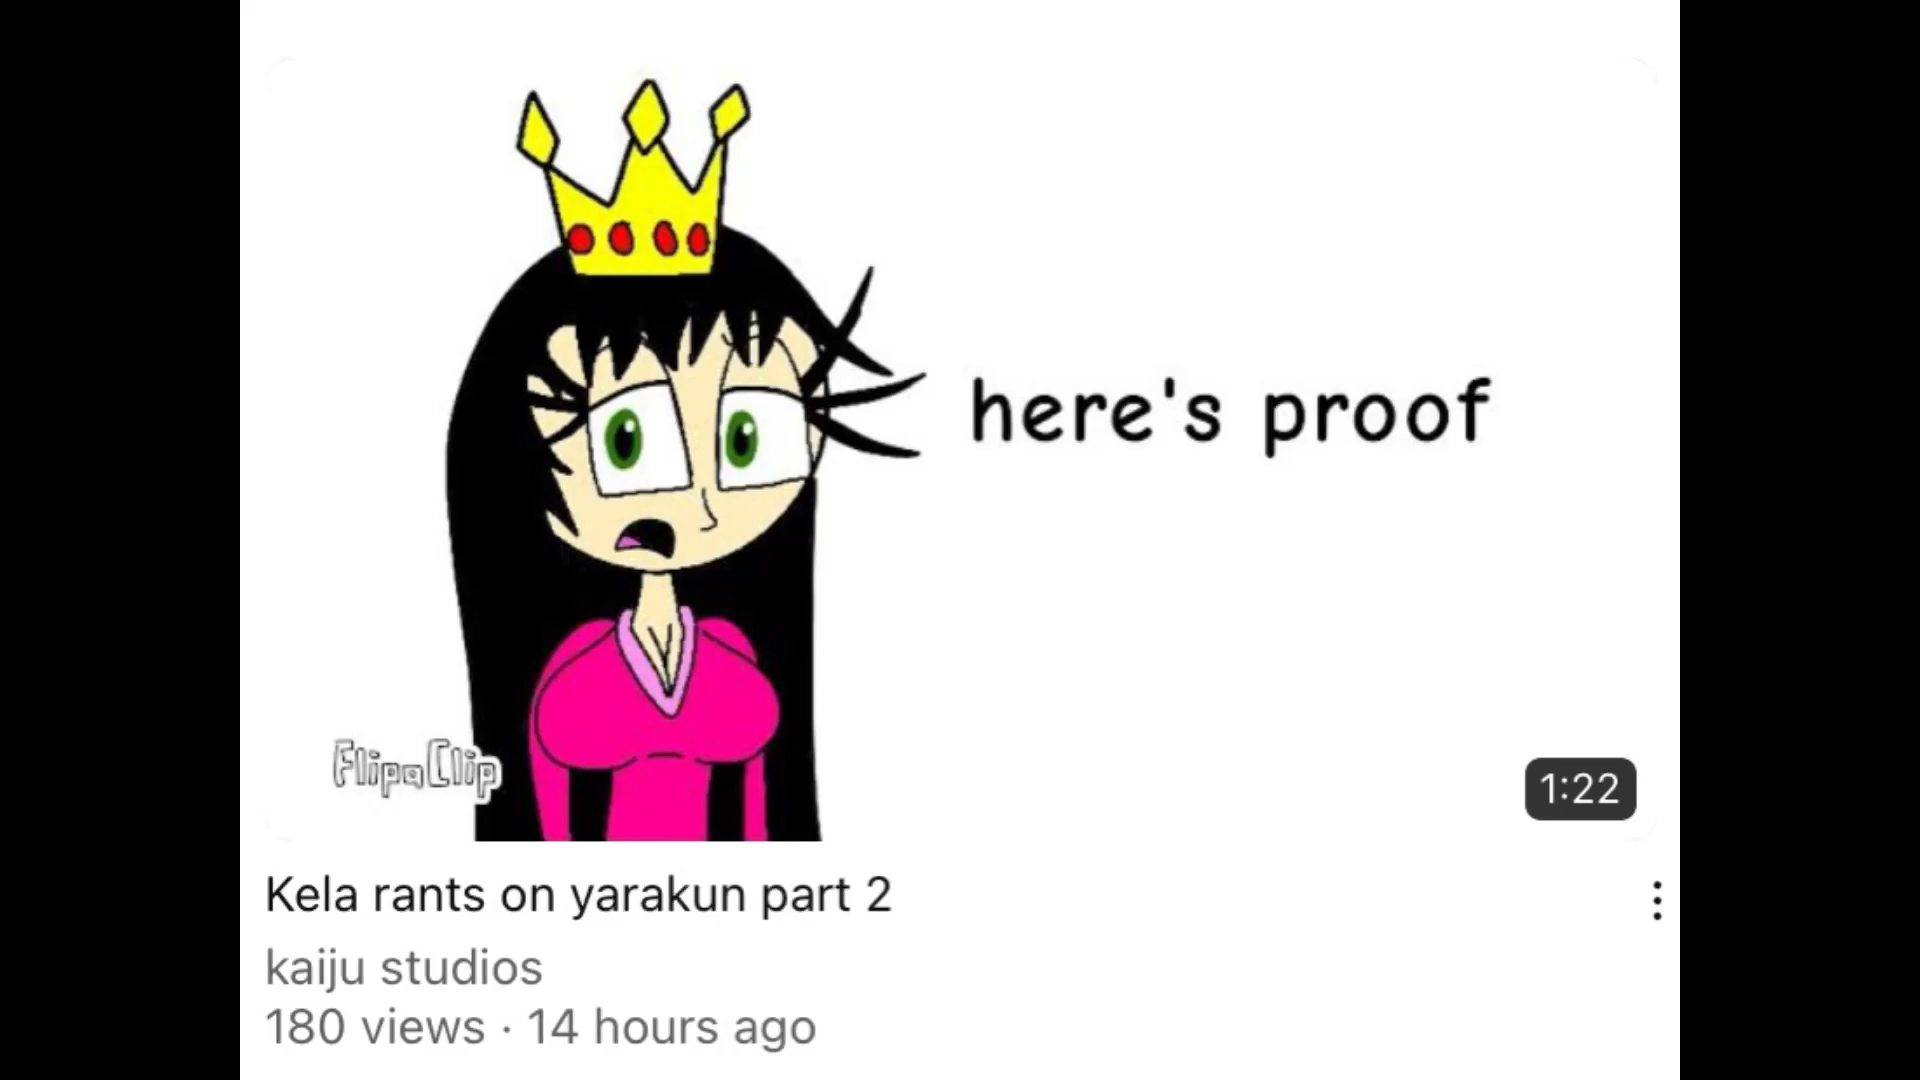 here's proof
FlipaClip
1:22
Kela rants on yarakun part 2
kaiju studios
180 views · 14 hours ago